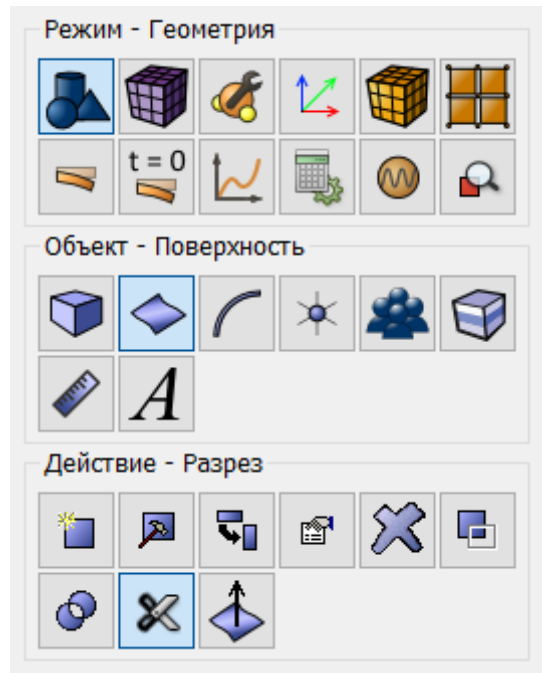 Режим - Геометрия
t = 0
Объект - Поверхность
A
Действие - Разрез